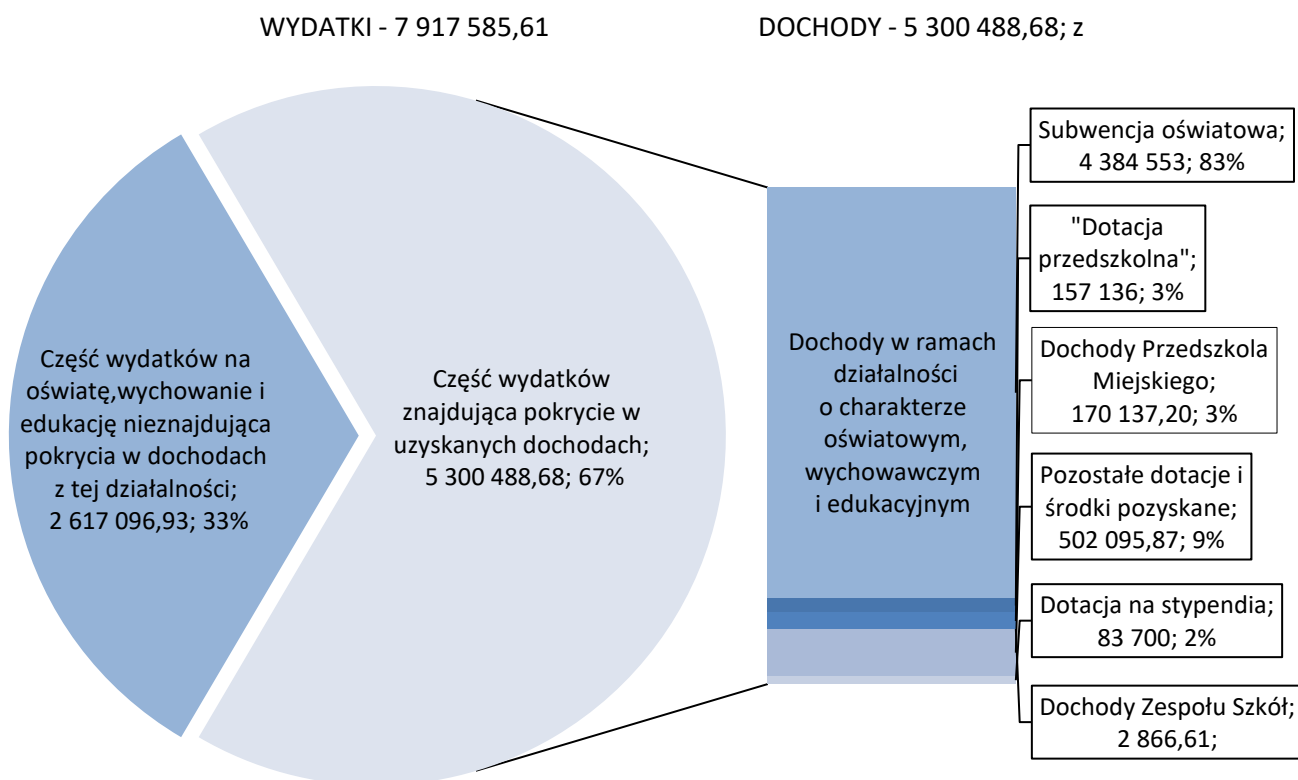 WYDATKI - 7 917 585,61
DOCHODY - 5 300 488,68; z
Część wydatków na
oświatę,wychowanie i
edukację nieznajdująca
pokrycia w dochodach
z tej działalności;
2 617 096,93; 33%
Część wydatków
znajdująca pokrycie w
uzyskanych dochodach;
5 300 488,68; 67%
Dochody w ramach
działalności
o charakterze
oświatowym,
wychowawczym
i edukacyjnym
Subwencja oświatowa;
4 384 553; 83%
"Dotacja
przedszkolna";
157 136; 3%
Dochody Przedszkola
Miejskiego;
170 137,20; 3%
Pozostałe dotacje i
środki pozyskane;
502 095,87; 9%
Dotacja na stypendia;
83 700; 2%
Dochody Zespołu Szkół;
2 866,61;